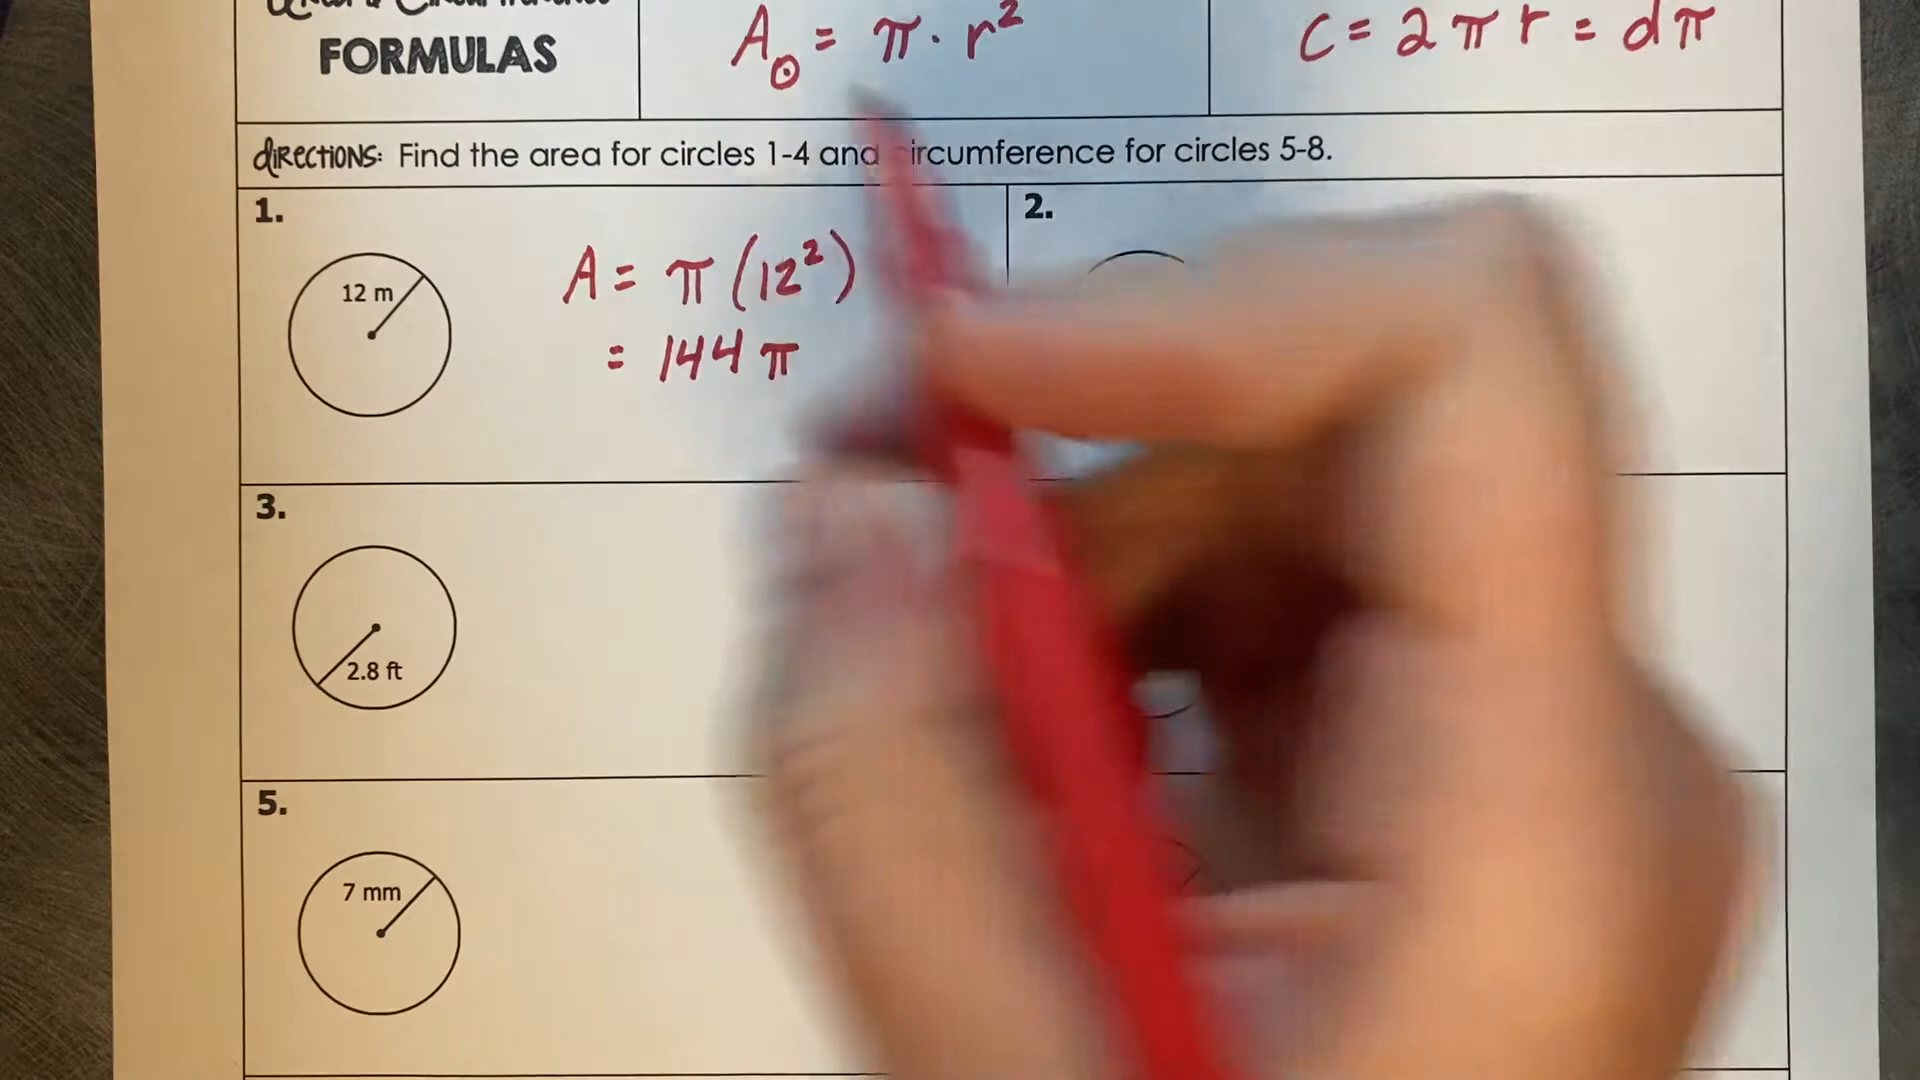 FORMULAS
A⊙ = π · r²
C = 2πr = dπ
DIRECTIONS: Find the area for circles 1-4 and ircumference for circles 5-8.
1.
12 m
A = π (12²)
= 144 π
2.
3.
2.8 ft
5.
7 mm